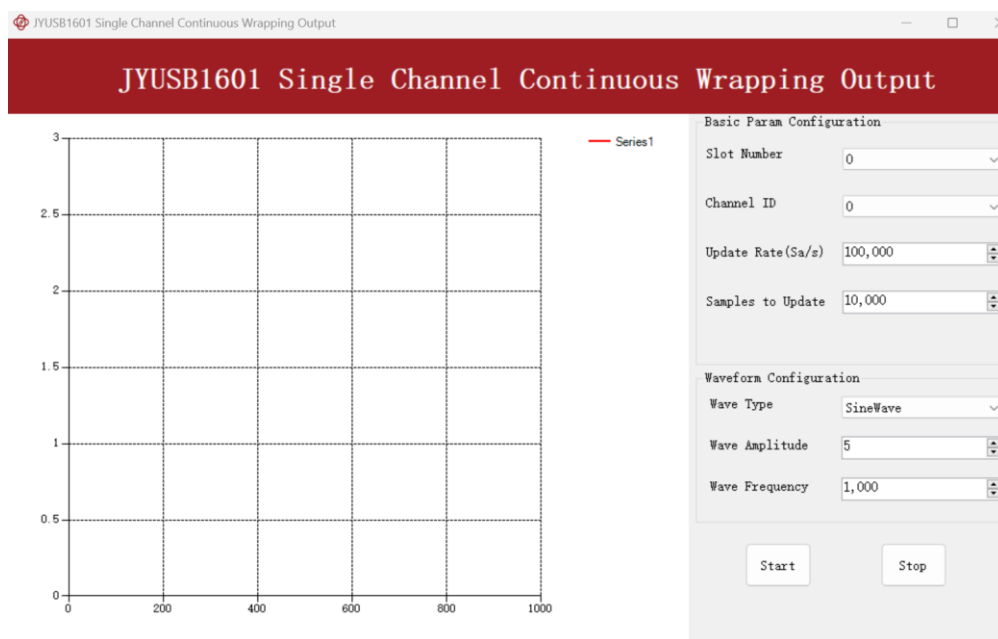 JYUSB1601 Single Channel Continuous Wrapping Output
JYUSB1601 Single Channel Continuous Wrapping Output
3
2.5
2
1.5
1
0.5
0
0 200 400 600 800 1000
Series1
Basic Param Configuration
Slot Number 0
Channel ID 0
Update Rate(Sa/s) 100,000
Samples to Update 10,000
Waveform Configuration
Wave Type SineWave
Wave Amplitude 5
Wave Frequency 1,000
Start Stop